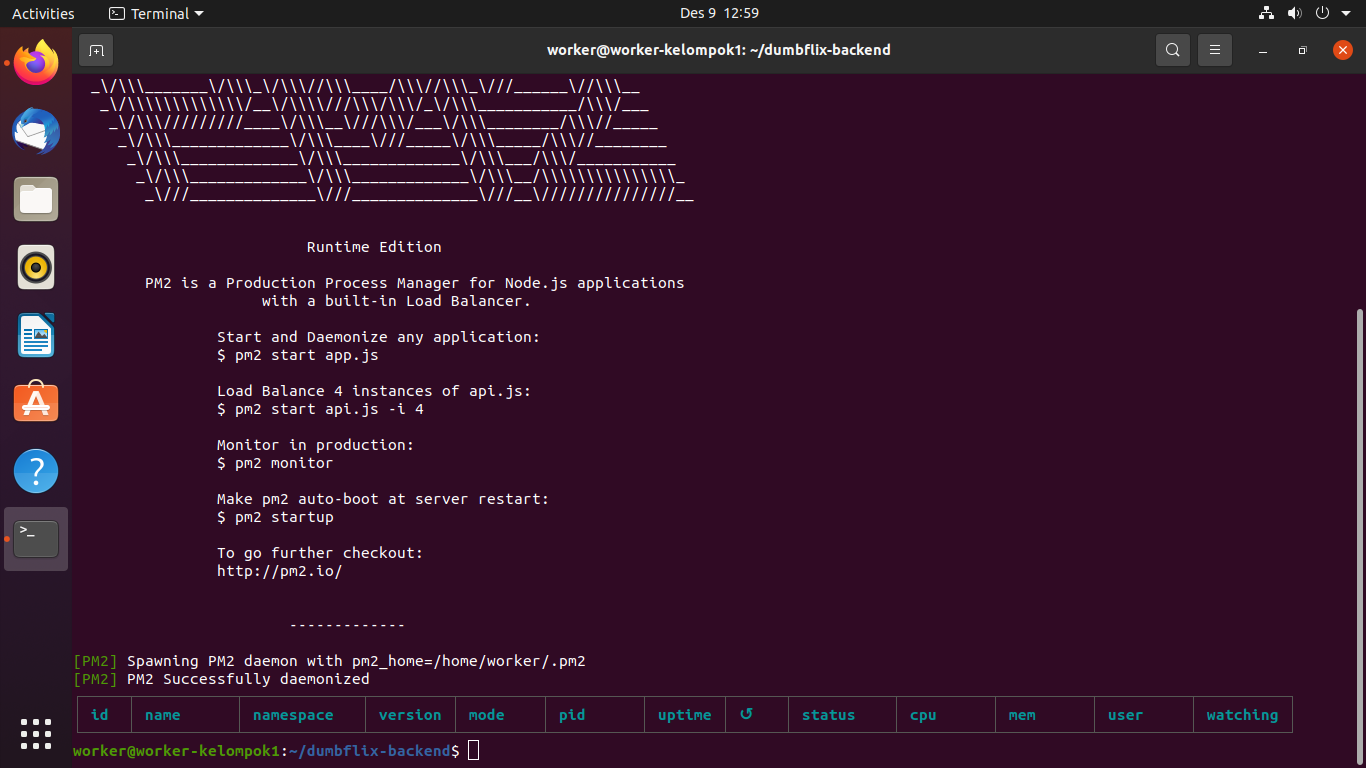 Activities
Terminal
Des 9 12:59
worker@worker-kelompok1: ~/dumbflix-backend
_\/\\\_______\/\\\_\/\\\//\\\____/\\\//\\\_\///______\//\\\__
_\/\\\\\\\\\\\\\/__\/\\\\///\\\/\\\/_\/\\\___________/\\\/___
_\/\\\/////////____\/\\\__\///\\\/___\/\\\________/\\\//_____
_\/\\\_____________\/\\\____\///_____\/\\\_____/\\\//________
_\/\\\_____________\/\\\_____________\/\\\___/\\\/___________
_\/\\\_____________\/\\\_____________\/\\\__/\\\\\\\\\\\\\\\_
_\///______________\///______________\///__\///////////////__
Runtime Edition
PM2 is a Production Process Manager for Node.js applications
with a built-in Load Balancer.
Start and Daemonize any application:
$ pm2 start app.js
Load Balance 4 instances of api.js:
$ pm2 start api.js -i 4
Monitor in production:
$ pm2 monitor
Make pm2 auto-boot at server restart:
$ pm2 startup
To go further checkout:
http://pm2.io/
-------------
[PM2] Spawning PM2 daemon with pm2_home=/home/worker/.pm2
[PM2] PM2 Successfully daemonized
id name namespace version mode pid uptime ↺ status cpu mem user watching
worker@worker-kelompok1:~/dumbflix-backend$